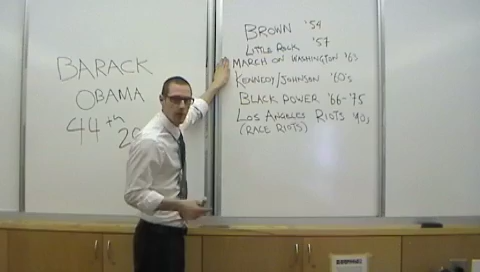 BARACK
OBAMA
44th
BROWN '54
LITTLE ROCK '57
MARCH ON WASHINGTON '63
KENNEDY/JOHNSON '60's
BLACK POWER '66-'75
LOS ANGELES RIOTS '90s
(RACE RIOTS)